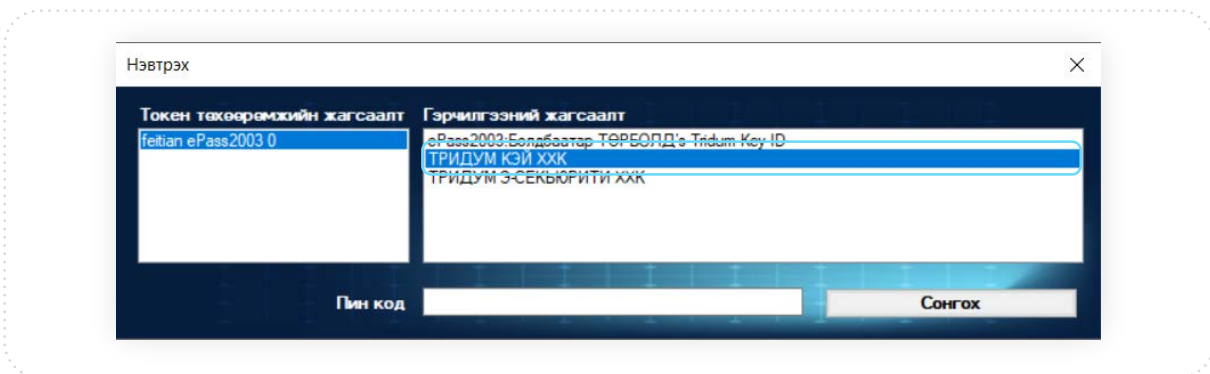 Нэвтрэх
Токен төхөөрөмжийн жагсаалт
Гэрчилгээний жагсаалт
feitian ePass2003 0
ePass2003:Болдбаатар ТӨРБОЛД's Tridum Key ID
ТРИДУМ КЭЙ ХХК
ТРИДУМ Э-СЕКЬЮРИТИ ХХК
Пин код
Сонгох